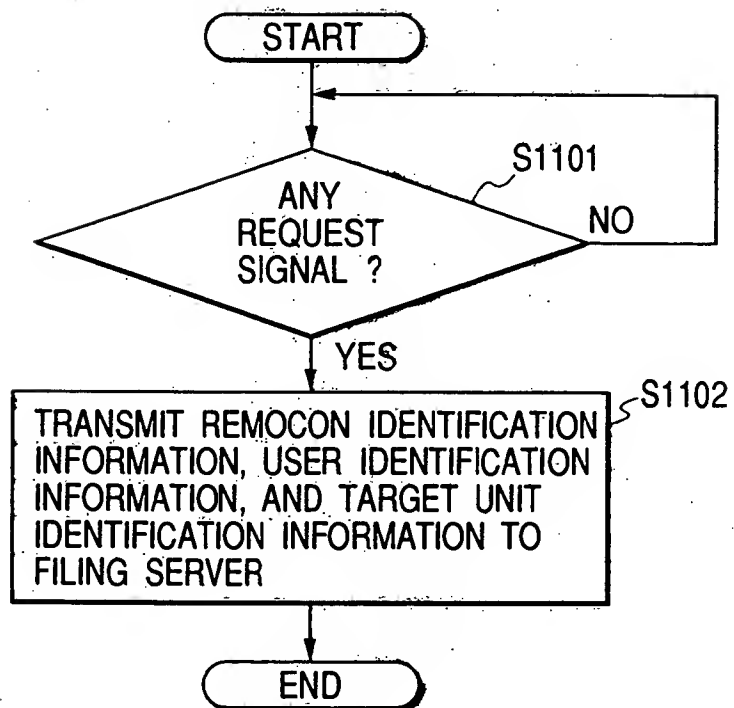 START
S1101
ANY
REQUEST
SIGNAL ?
NO
YES
S1102
TRANSMIT REMOCON IDENTIFICATION
INFORMATION, USER IDENTIFICATION
INFORMATION, AND TARGET UNIT
IDENTIFICATION INFORMATION TO
FILING SERVER
END